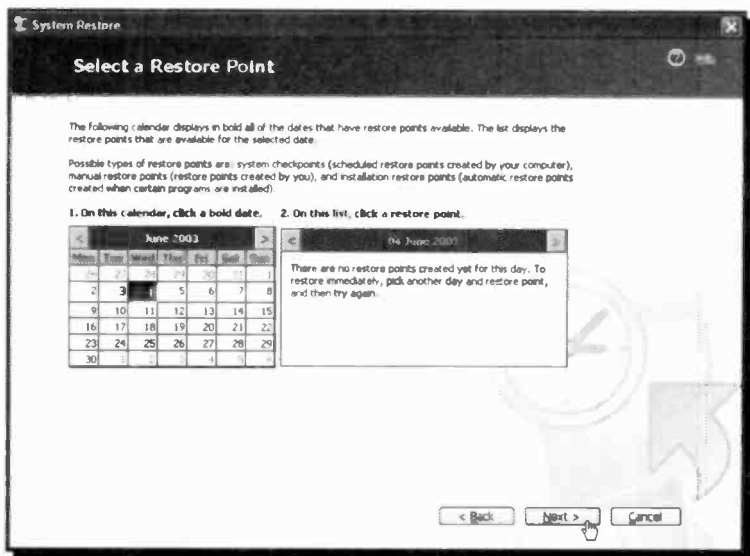 System Restore
Select a Restore Point
The following calendar displays in bold all of the dates that have restore points available. The list displays the
restore points that are available for the selected date.
Possible types of restore points are: system checkpoints (scheduled restore points created by your computer),
manual restore points (restore points created by you), and installation restore points (automatic restore points
created when certain programs are installed).
1. On this calendar, click a bold date. 2. On this list, click a restore point.
< June 2003 > < 04 June 2003
Mon Tue Wed Thu Fri Sat Sun
1
2 3 4 5 6 7 8
9 10 11 12 13 14 15
16 17 18 19 20 21 22
23 24 25 26 27 28 29
30 4
There are no restore points created yet for this day. To
restore immediately, pick another day and restore point,
and then try again.
< Back Next > Cancel